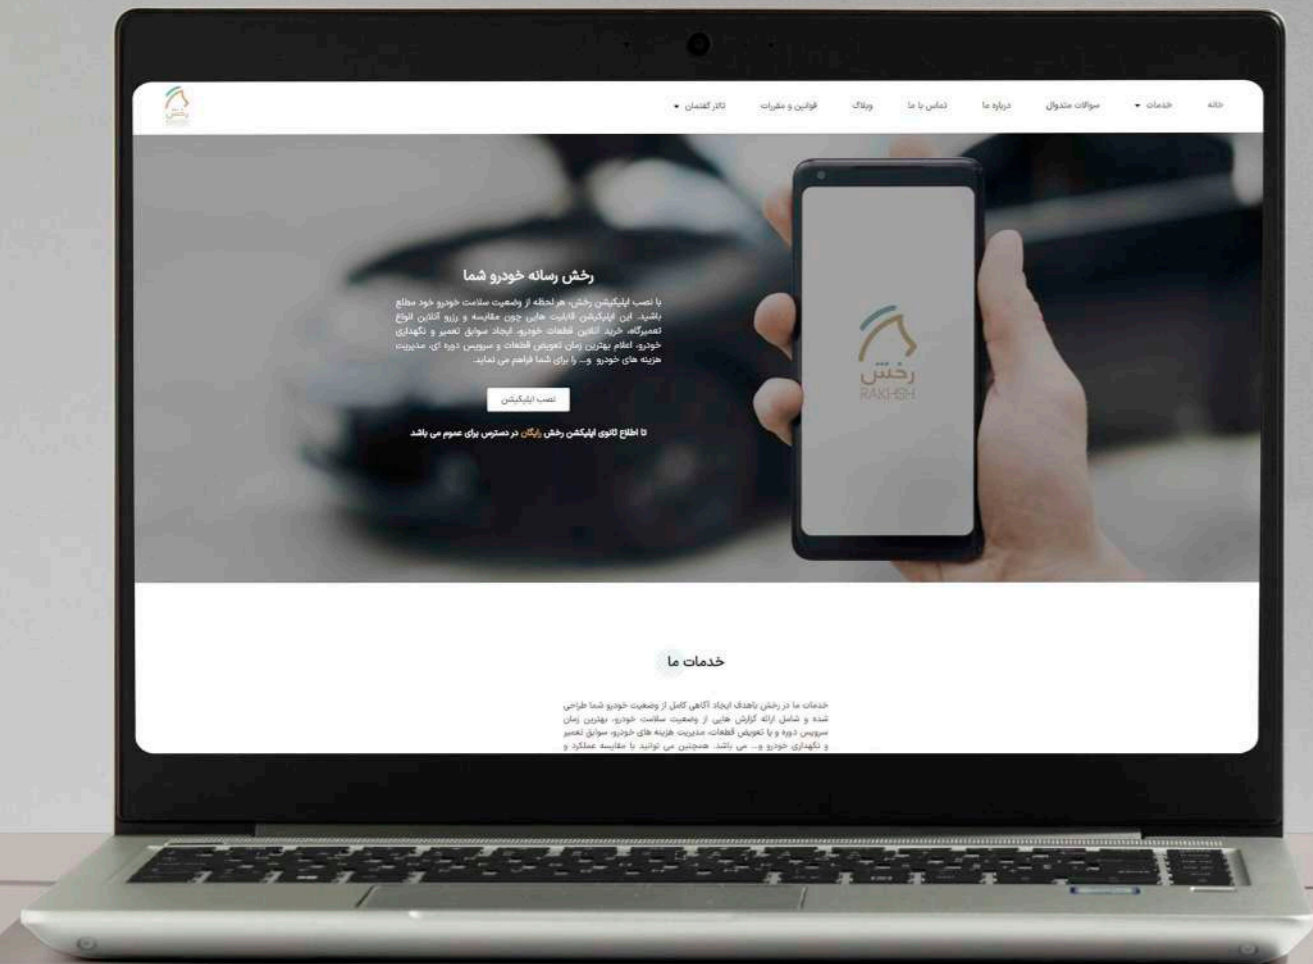 خانه
خدمات
سوالات متدوال
درباره ما
تماس با ما
وبلاگ
قوانین و مقررات
تالار گفتمان
رخش
RAKHSH
رخش رسانه خودرو شما
با نصب اپلیکیشن رخش، هر لحظه از وضعیت سلامت خودرو خود مطلع
باشید. این اپلیکیشن قابلیت هایی چون مقایسه و رزرو آنلاین انواع
تعمیرگاه، خرید آنلاین قطعات خودرو، ایجاد سوابق تعمیر و نگهداری
خودرو، اعلام بهترین زمان تعویض قطعات و سرویس دوره ای، مدیریت
هزینه های خودرو و... را برای شما فراهم می نماید.
نصب اپلیکیشن
تا اطلاع ثانوی اپلیکشن رخش رایگان در دسترس برای عموم می باشد
رخش
RAKHSH
خدمات ما
خدمات ما در رخش باهدف ایجاد آگاهی کامل از وضعیت خودرو شما طراحی
شده و شامل ارائه گزارش هایی از وضعیت سلامت خودرو، بهترین زمان
سرویس دوره و یا تعویض قطعات، مدیریت هزینه های خودرو، سوابق تعمیر
و نگهداری خودرو و... می باشد. همچنین می توانید با مقایسه عملکرد و